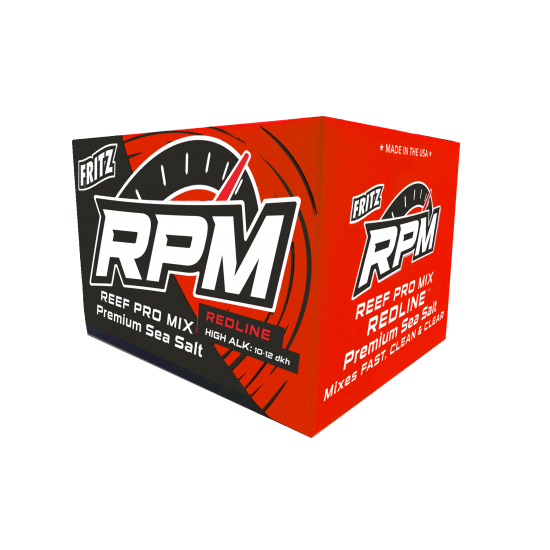 FRITZ
RPM
REEF PRO MIX
Premium Sea Salt
REDLINE
HIGH ALK: 10-12 dkh
★ MADE IN THE USA ★
FRITZ
RPM
REEF PRO MIX
REDLINE
Premium Sea Salt
Mixes FAST, CLEAN & CLEAR